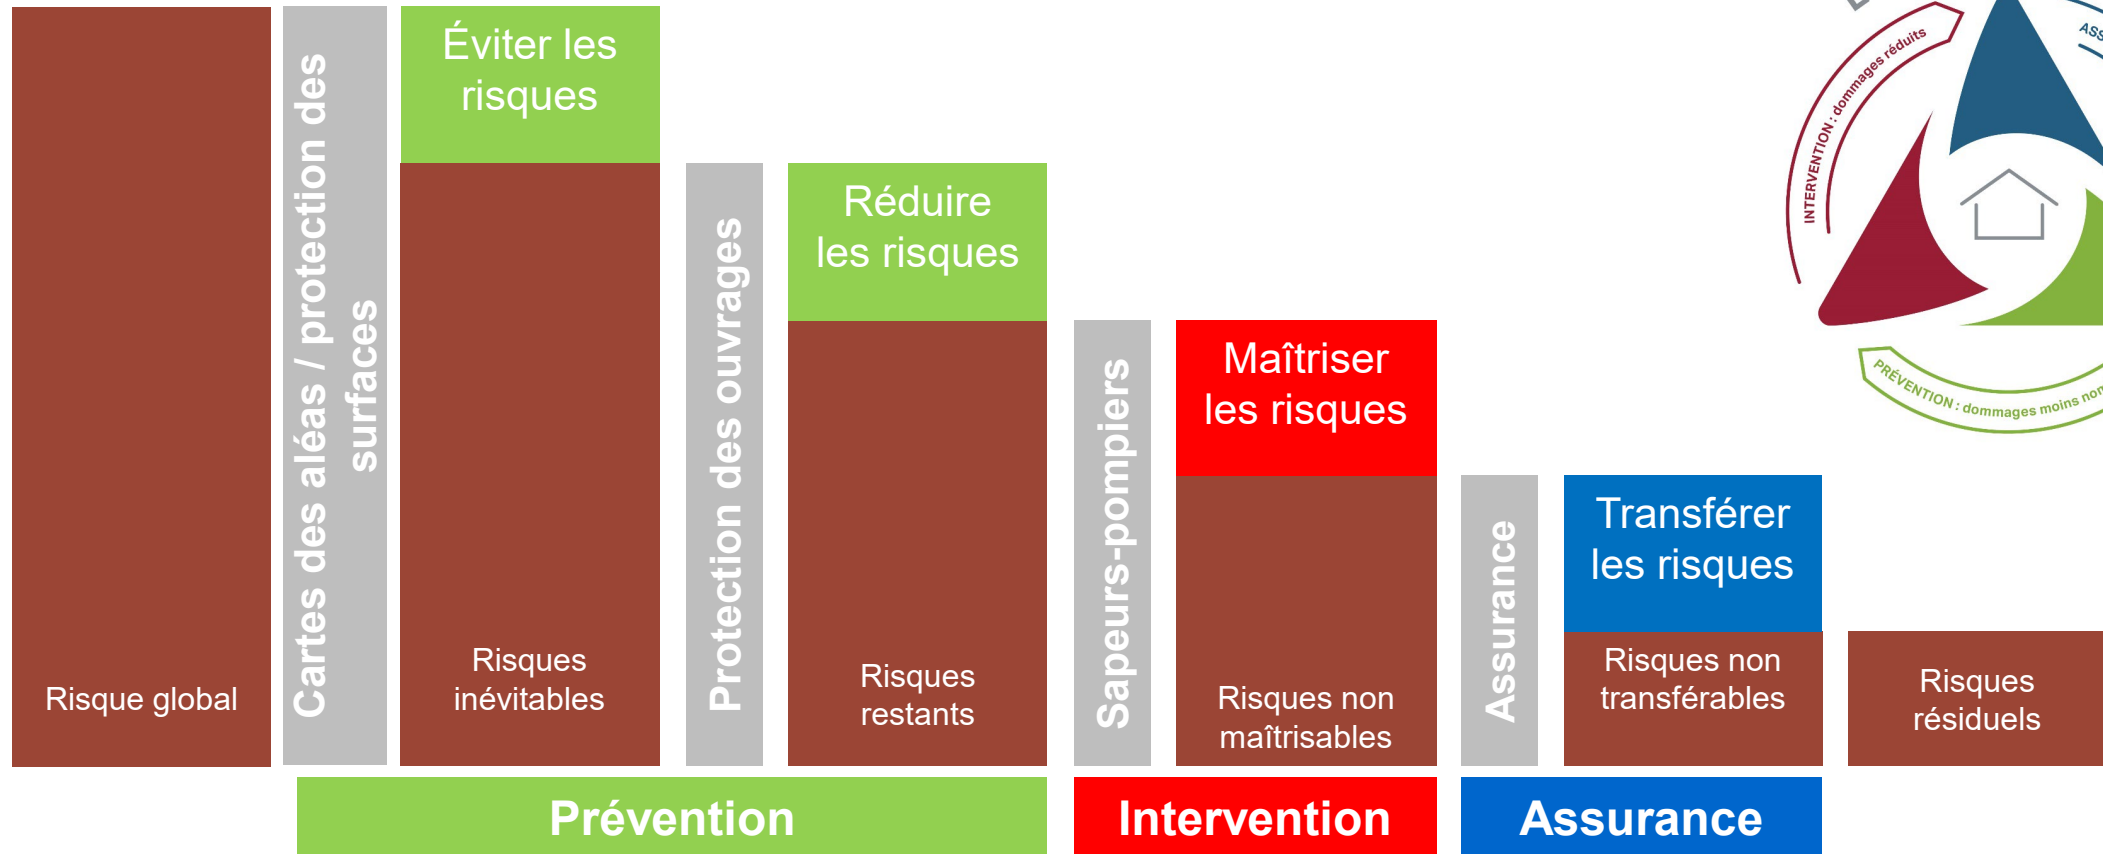 Risque global
Cartes des aléas / protection des
surfaces
Éviter les
risques
Risques
inévitables
Protection des ouvrages
Réduire
les risques
Risques
restants
Sapeurs-pompiers
Maîtriser
les risques
Risques non
maîtrisables
Assurance
Transférer
les risques
Risques non
transférables
Risques
résiduels
Prévention
Intervention
Assurance
INTERVENTION : dommages réduits
PRÉVENTION : dommages moins